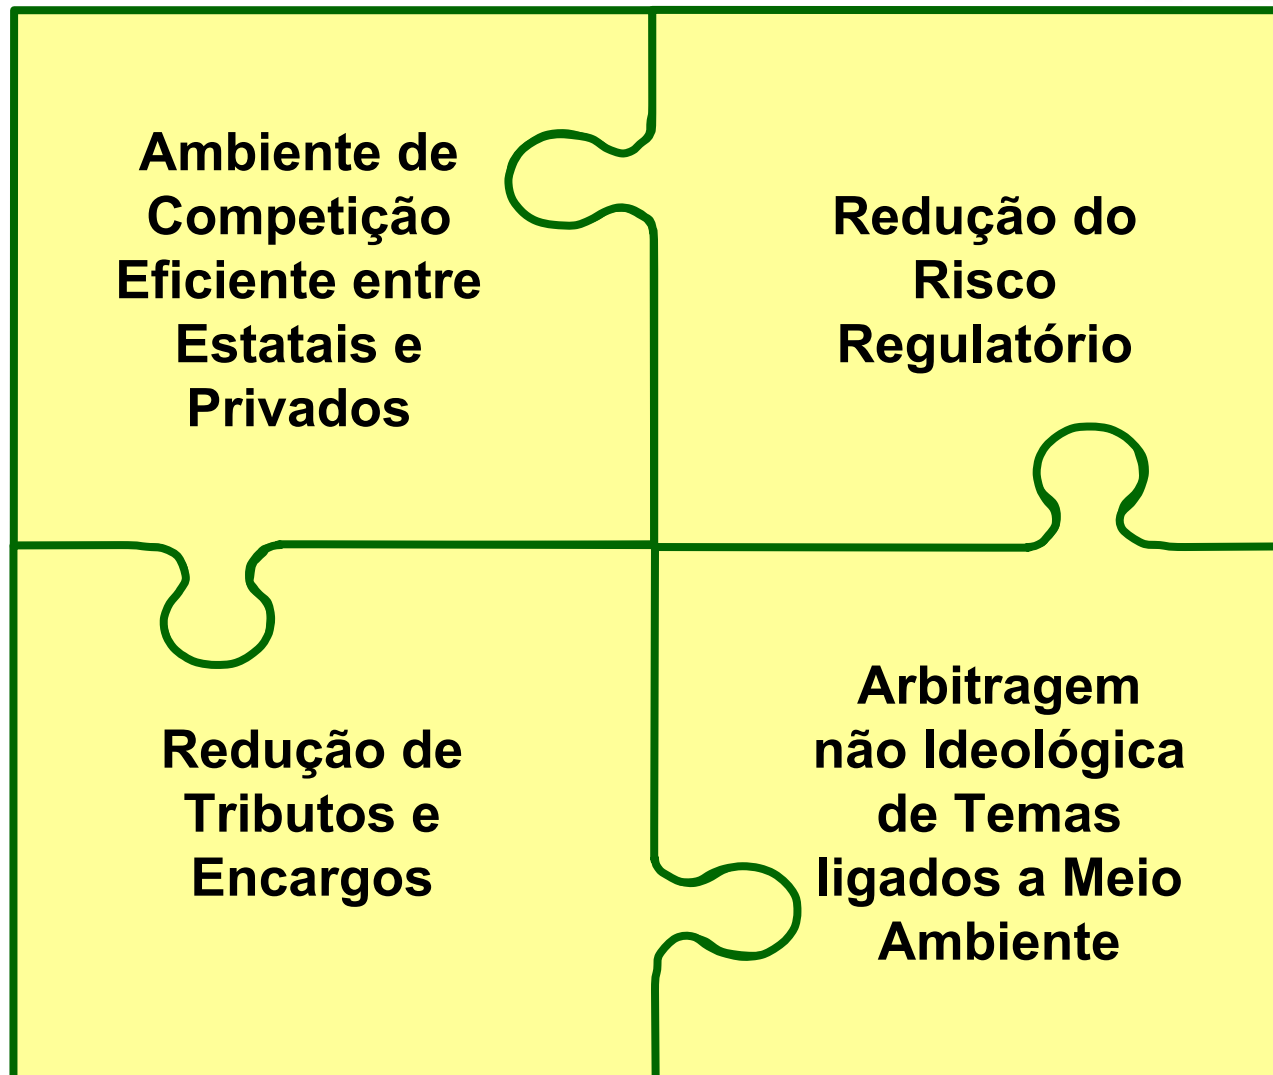 Ambiente de
Competição
Eficiente entre
Estatais e
Privados
Redução do
Risco
Regulatório
Redução de
Tributos e
Encargos
Arbitragem
não Ideológica
de Temas
ligados a Meio
Ambiente